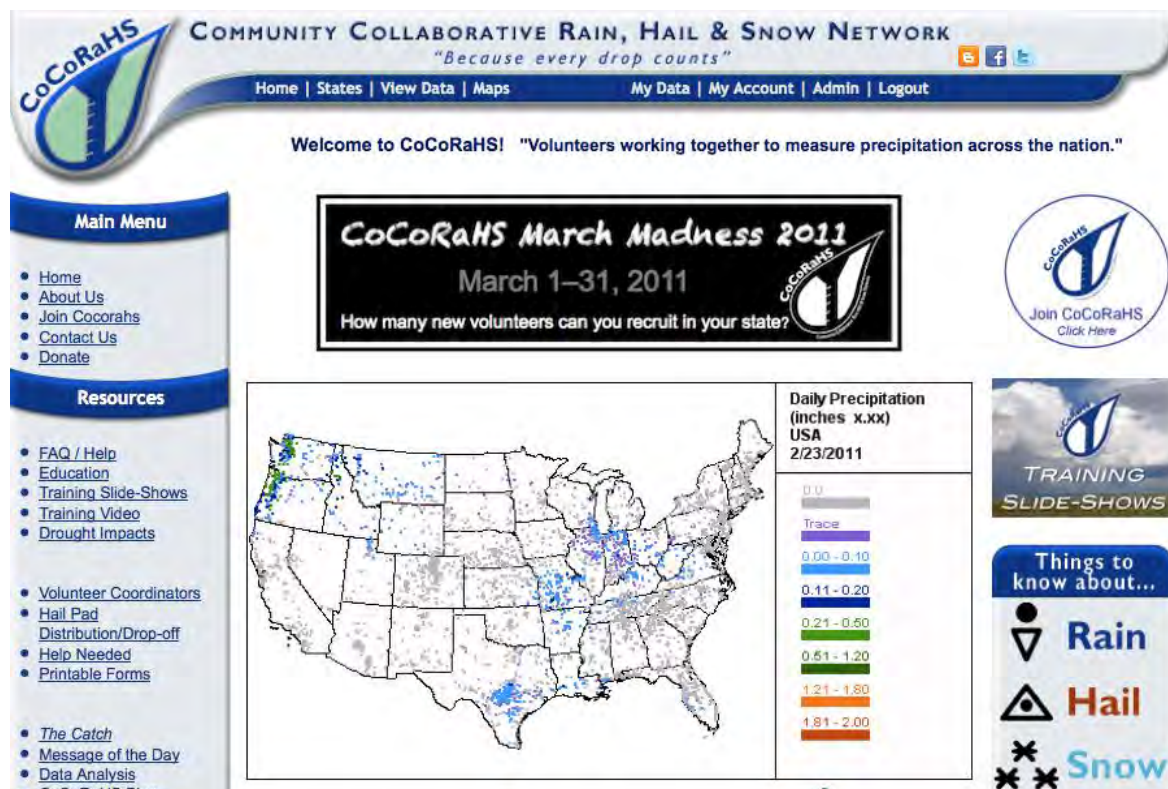 CoCoRaHS
COMMUNITY COLLABORATIVE RAIN, HAIL & SNOW NETWORK
"Because every drop counts"
Home | States | View Data | Maps
My Data | My Account | Admin | Logout
Welcome to CoCoRaHS! "Volunteers working together to measure precipitation across the nation."
Main Menu
Home
About Us
Join Cocorahs
Contact Us
Donate
Resources
FAQ / Help
Education
Training Slide-Shows
Training Video
Drought Impacts
Volunteer Coordinators
Hail Pad
Distribution/Drop-off
Help Needed
Printable Forms
The Catch
Message of the Day
Data Analysis
CoCoRaHS March Madness 2011
March 1–31, 2011
How many new volunteers can you recruit in your state?
CoCoRaHS
Daily Precipitation
(inches x.xx)
USA
2/23/2011
0.0
Trace
0.00 - 0.10
0.11 - 0.20
0.21 - 0.50
0.51 - 1.20
1.21 - 1.80
1.81 - 2.00
CoCoRaHS
Join CoCoRaHS
Click Here
CoCoRaHS
TRAINING
SLIDE-SHOWS
Things to
know about...
Rain
Hail
Snow